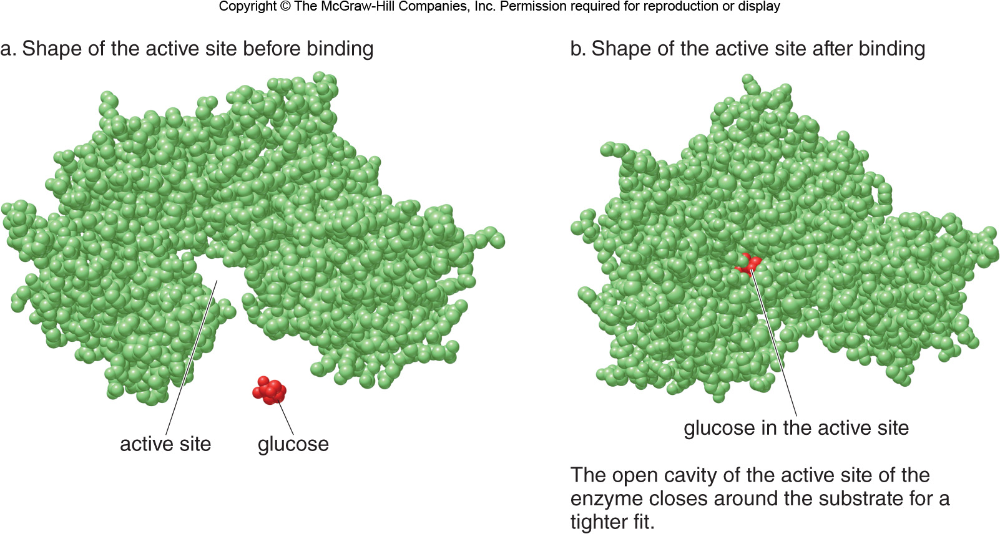 Copyright © The McGraw-Hill Companies, Inc. Permission required for reproduction or display
a. Shape of the active site before binding
active site
glucose
b. Shape of the active site after binding
glucose in the active site
The open cavity of the active site of the
enzyme closes around the substrate for a
tighter fit.